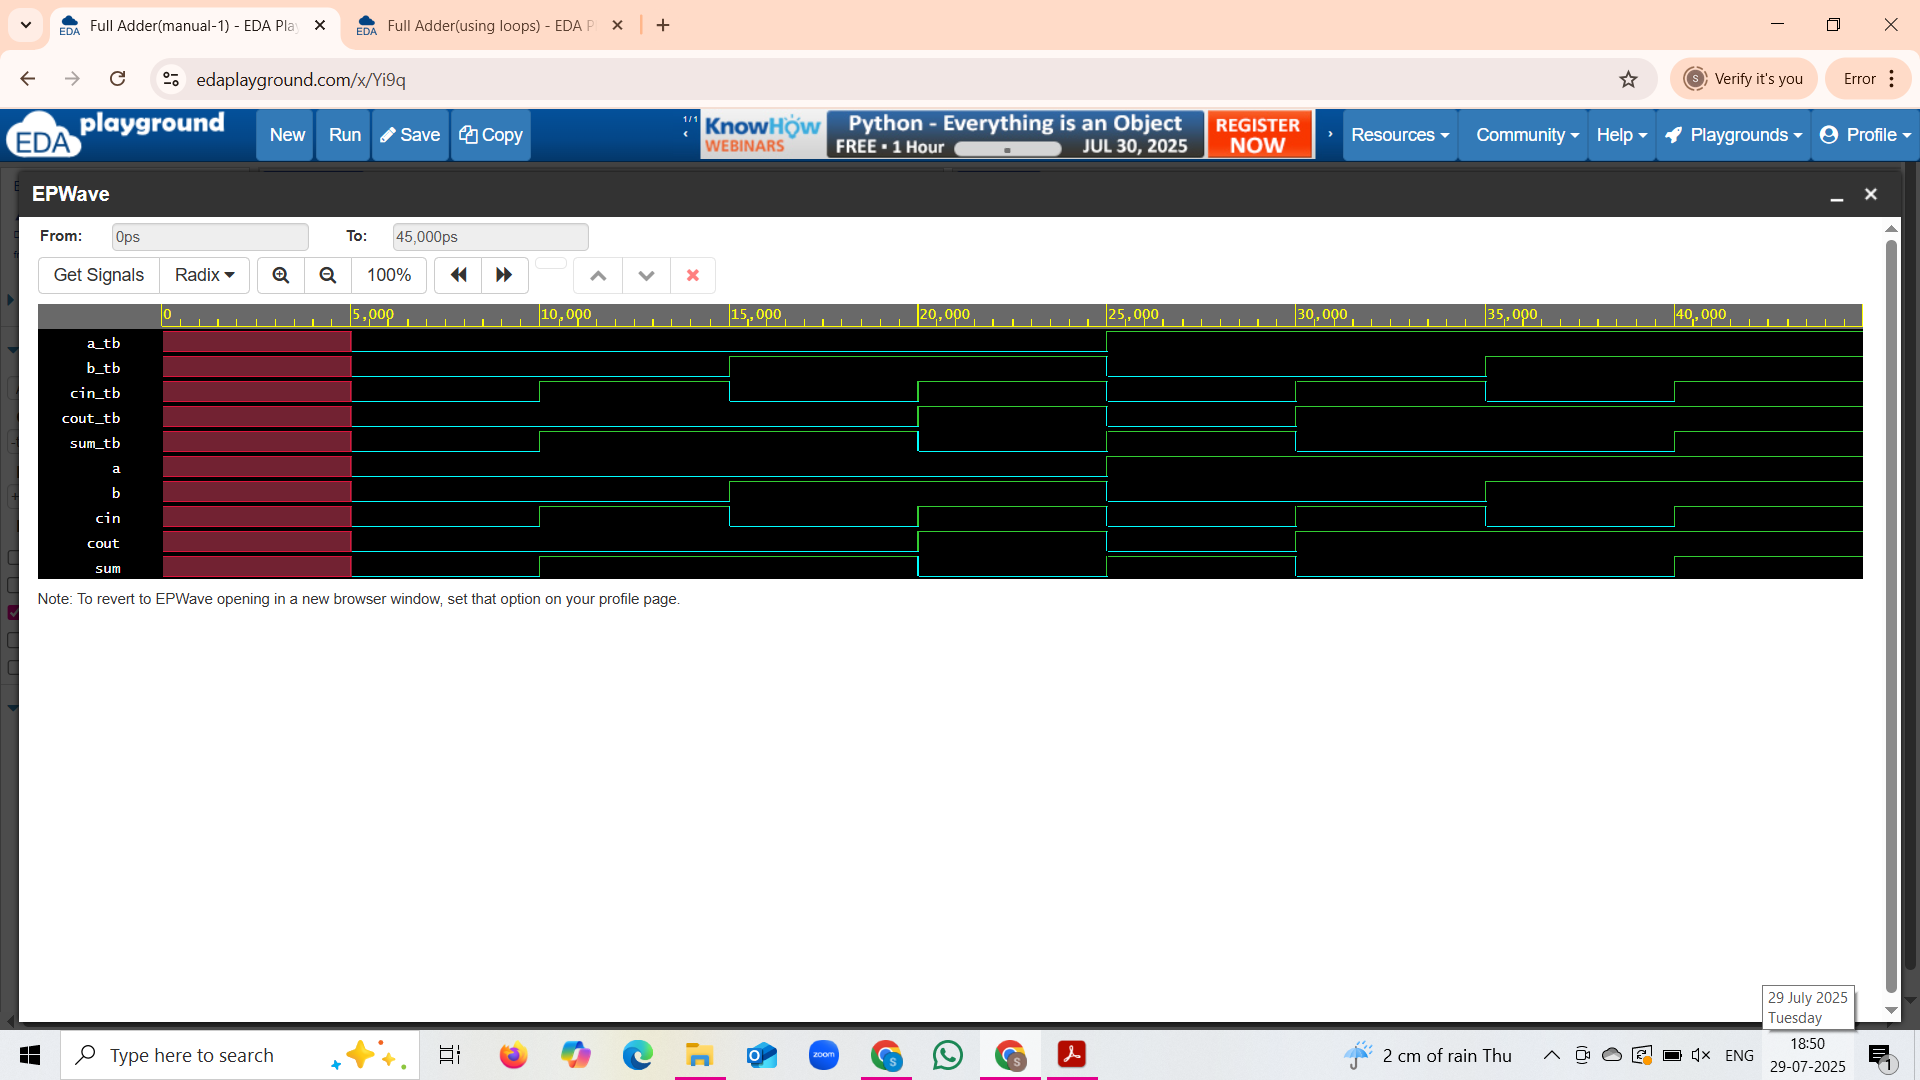 Full Adder(manual-1) - EDA Pla
Full Adder(using loops) - EDA P
edaplayground.com/x/Yi9q
Verify it's you
Error
EDA playground
New
Run
Save
Copy
1/1
KnowHow
WEBINARS
Python - Everything is an Object
FREE • 1 Hour
JUL 30, 2025
REGISTER
NOW
Resources
Community
Help
Playgrounds
Profile
EPWave
From:
0ps
To:
45,000ps
Get Signals
Radix
100%
0
5,000
10,000
15,000
20,000
25,000
30,000
35,000
40,000
a_tb
b_tb
cin_tb
cout_tb
sum_tb
a
b
cin
cout
sum
Note: To revert to EPWave opening in a new browser window, set that option on your profile page.
29 July 2025
Tuesday
Type here to search
zoom
2 cm of rain Thu
ENG
18:50
29-07-2025
1